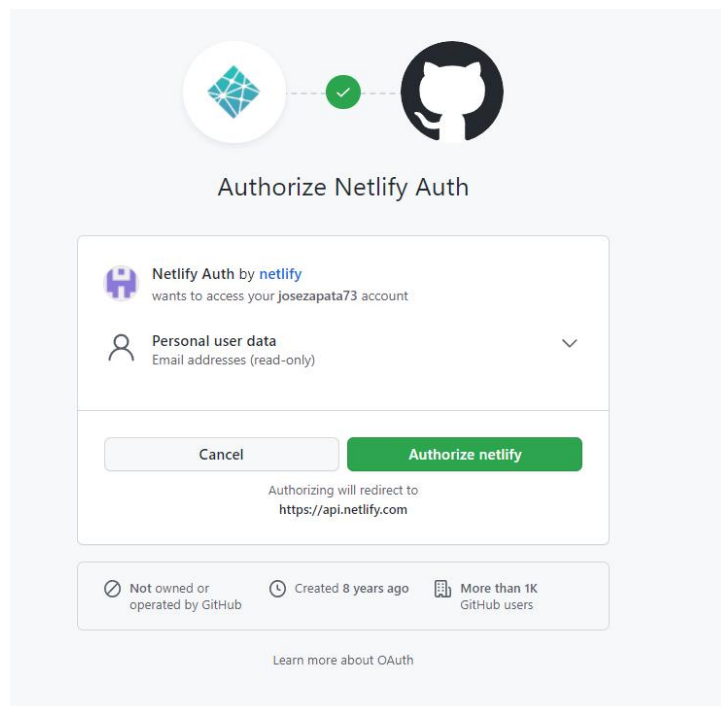 Authorize Netlify Auth
Netlify Auth by netlify
wants to access your josezapata73 account
Personal user data
Email addresses (read-only)
Cancel
Authorize netlify
Authorizing will redirect to
https://api.netlify.com
Not owned or
operated by GitHub
Created 8 years ago
More than 1K
GitHub users
Learn more about OAuth